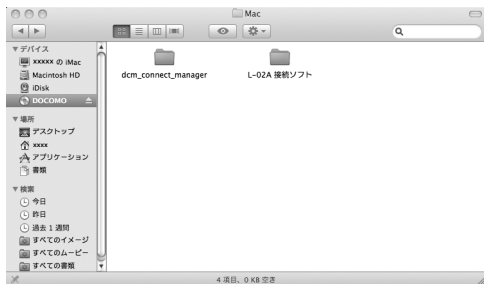 Mac
デバイス
xxxxx の iMac
Macintosh HD
iDisk
DOCOMO
場所
デスクトップ
xxxx
アプリケーション
書類
検索
今日
昨日
過去 1 週間
すべてのイメージ
すべてのムービー
すべての書類
dcm_connect_manager
L-02A 接続ソフト
4 項目、0 KB 空き